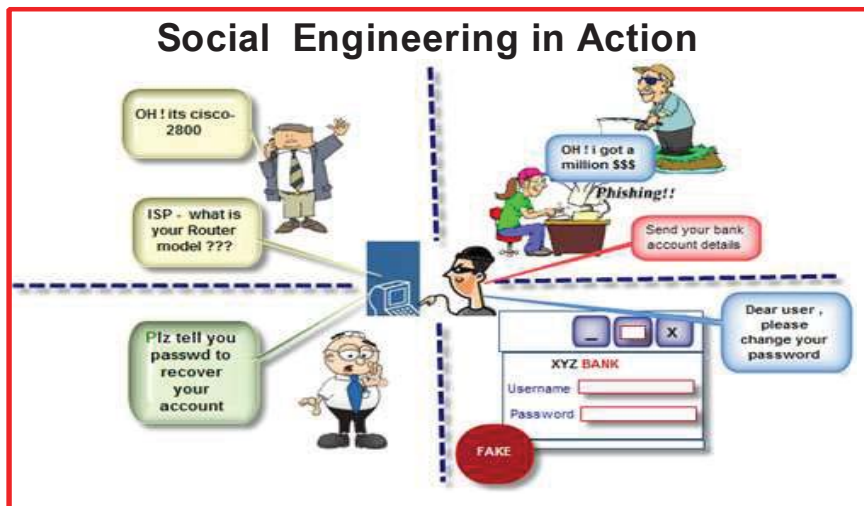 Social Engineering in Action
OH ! its cisco-
2800
ISP - what is
your Router
model ???
OH ! i got a
million $$$
Phishing!!
Send your bank
account details
Plz tell you
passwd to
recover
your
account
Dear user ,
please
change your
password
_
X
XYZ BANK
Username
Password
FAKE